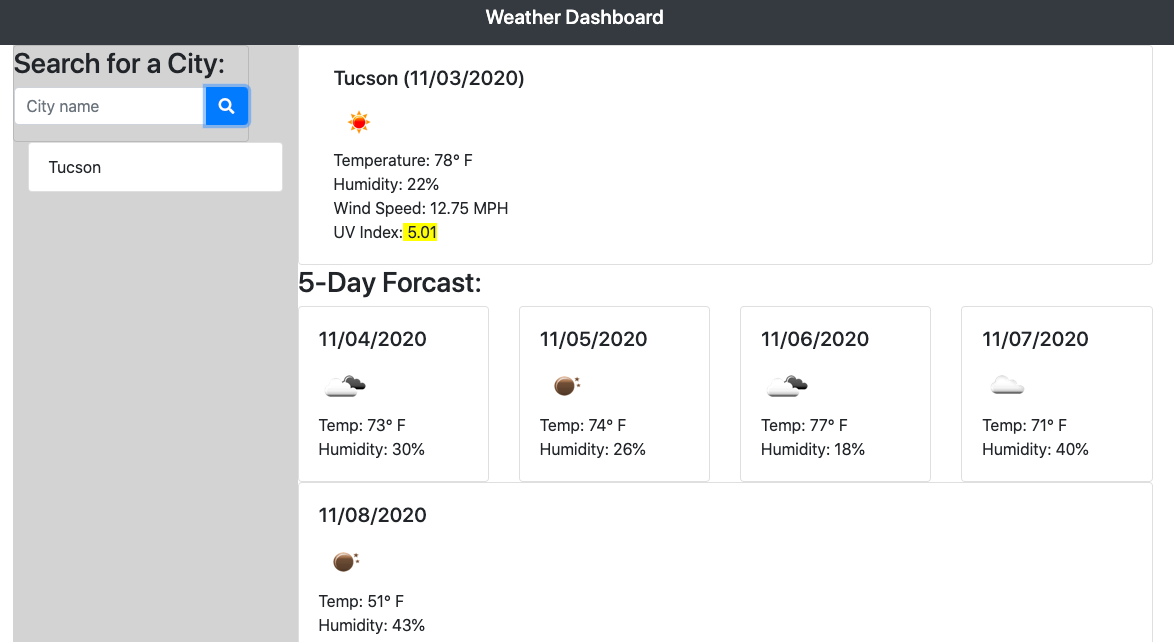 Weather Dashboard
Search for a City:
City name
Tucson
Tucson (11/03/2020)
Temperature: 78° F
Humidity: 22%
Wind Speed: 12.75 MPH
UV Index: 5.01
5-Day Forcast:
11/04/2020
Temp: 73° F
Humidity: 30%
11/05/2020
Temp: 74° F
Humidity: 26%
11/06/2020
Temp: 77° F
Humidity: 18%
11/07/2020
Temp: 71° F
Humidity: 40%
11/08/2020
Temp: 51° F
Humidity: 43%